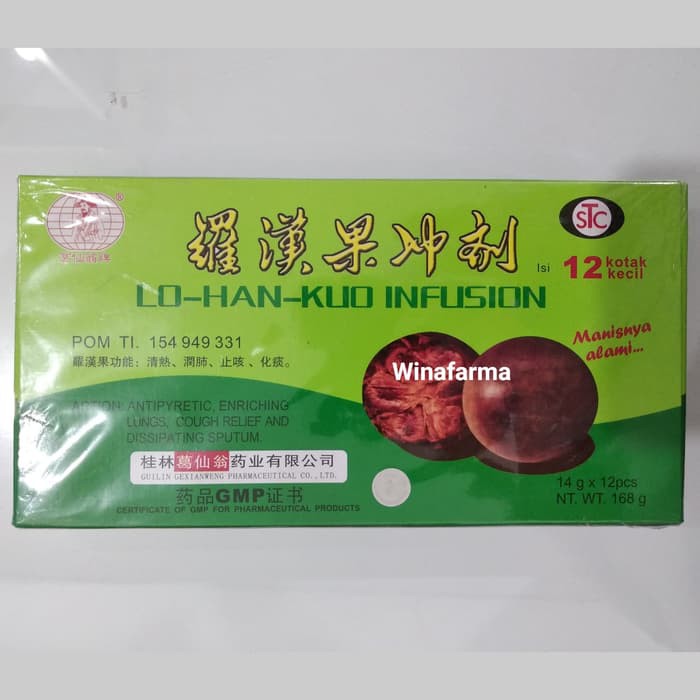 ®
葛仙翁牌
羅漢果冲剂
STC
Isi 12 kotak kecil
LO-HAN-KUO INFUSION
POM TI. 154 949 331
羅漢果功能：清熱、潤肺、止咳、化痰。
Manisnya
alami...
Winafarma
ACTION: ANTIPYRETIC, ENRICHING
LUNGS, COUGH RELIEF AND
DISSIPATING SPUTUM.
桂林葛仙翁药业有限公司
GUILIN GEXIANWENG PHARMACEUTICAL CO., LTD.
药品GMP证书
CERTIFICATE OF GMP FOR PHARMACEUTICAL PRODUCTS
14 g x 12pcs
NT. WT. 168 g